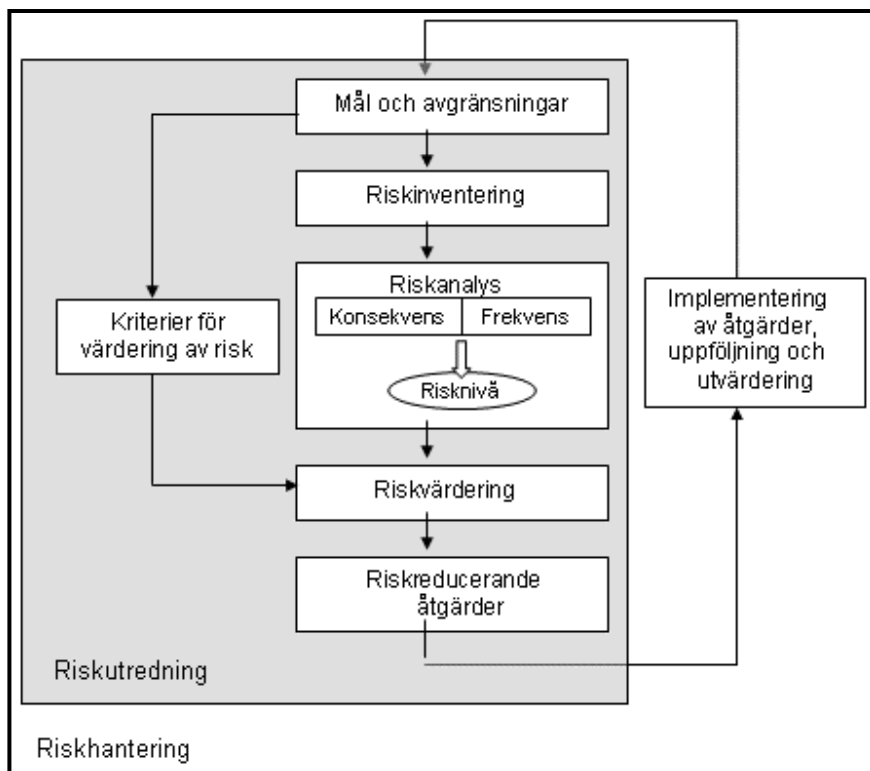 Mål och avgränsningar
Riskinventering
Riskanalys
Konsekvens
Frekvens
Risknivå
Kriterier för
värdering av risk
Implementering
av åtgärder,
uppföljning och
utvärdering
Riskvärdering
Riskreducerande
åtgärder
Riskutredning
Riskhantering